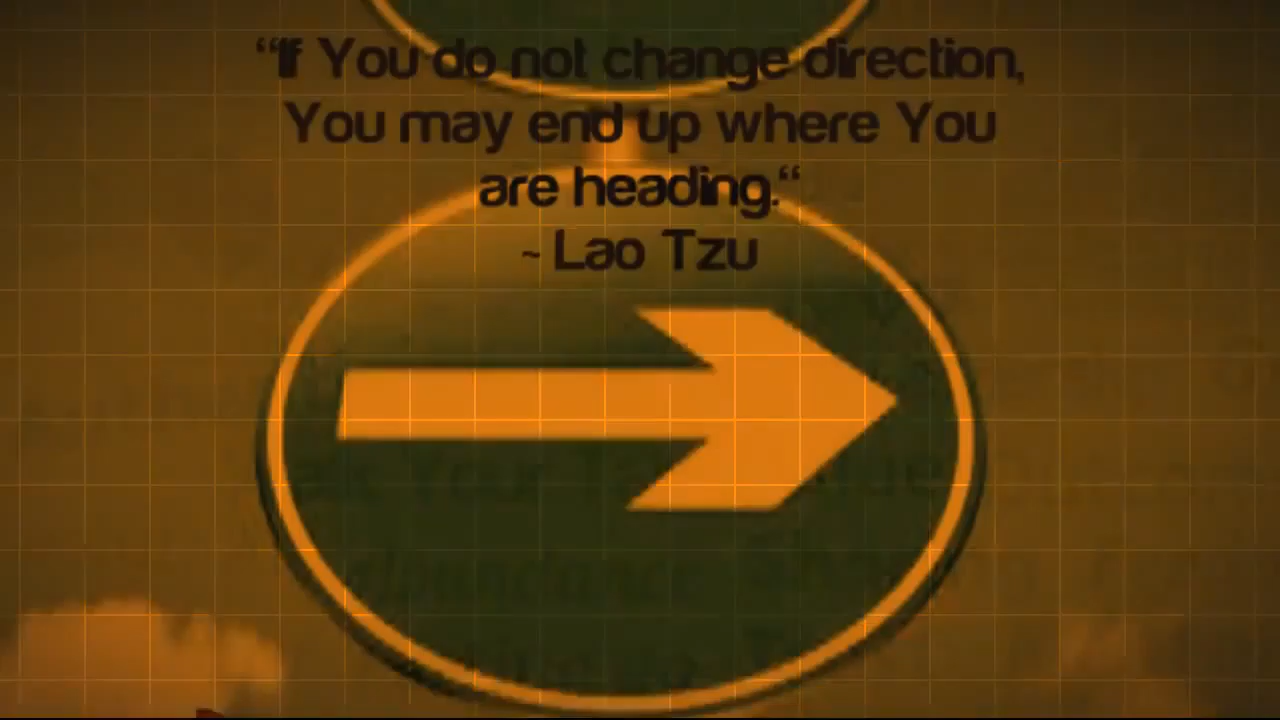 “If You do not change direction,
You may end up where You
are heading.“
~ Lao Tzu